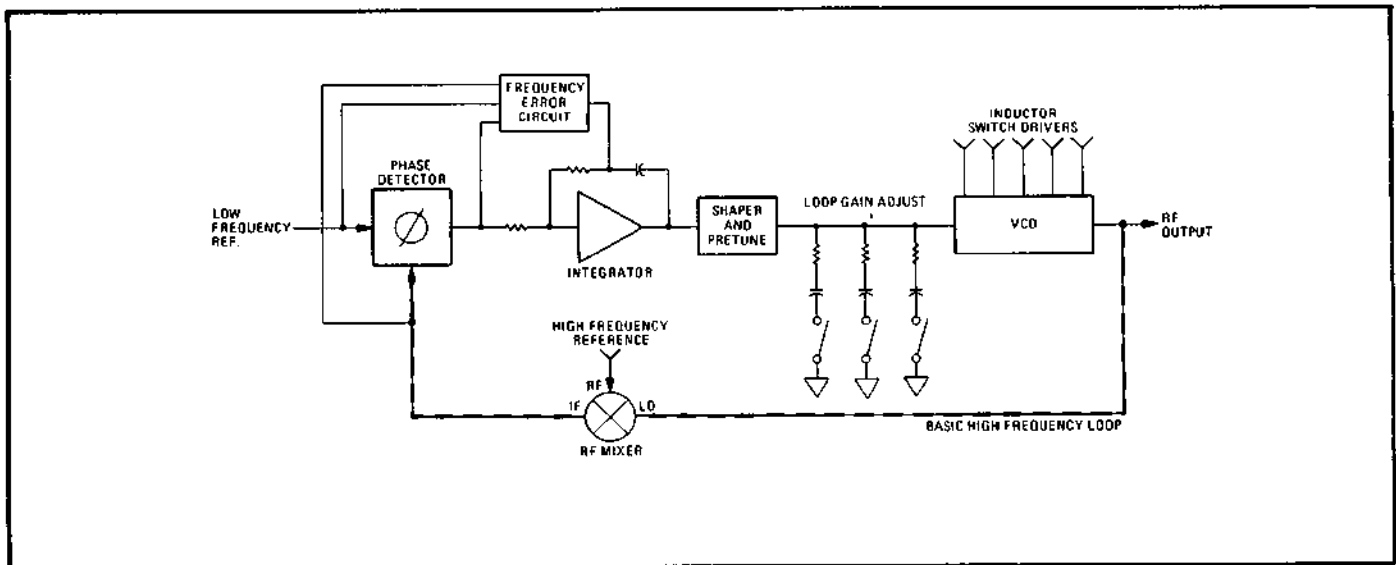 FREQUENCY
ERROR
CIRCUIT
INDUCTOR
SWITCH DRIVERS
PHASE
DETECTOR
LOW
FREQUENCY
REF.
INTEGRATOR
SHAPER
AND
PRETUNE
LOOP GAIN ADJUST
VCO
RF
OUTPUT
HIGH FREQUENCY
REFERENCE
RF
IF
LO
RF MIXER
BASIC HIGH FREQUENCY LOOP